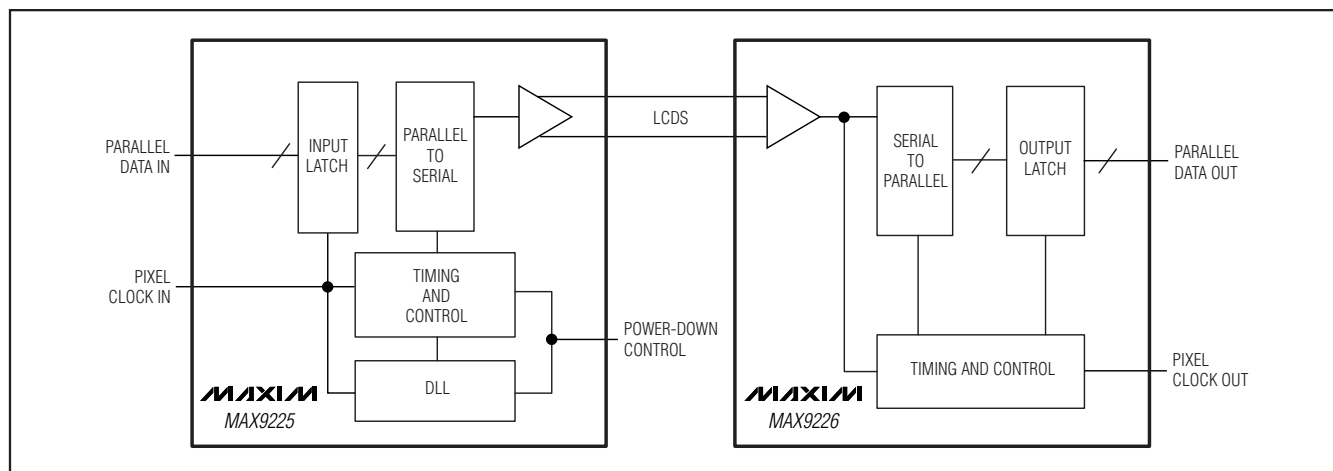 PARALLEL
DATA IN
INPUT
LATCH
PARALLEL
TO
SERIAL
PIXEL
CLOCK IN
TIMING
AND
CONTROL
DLL
POWER-DOWN
CONTROL
MAXIM
MAX9225
LCDS
SERIAL
TO
PARALLEL
OUTPUT
LATCH
PARALLEL
DATA OUT
TIMING AND CONTROL
PIXEL
CLOCK OUT
MAXIM
MAX9226